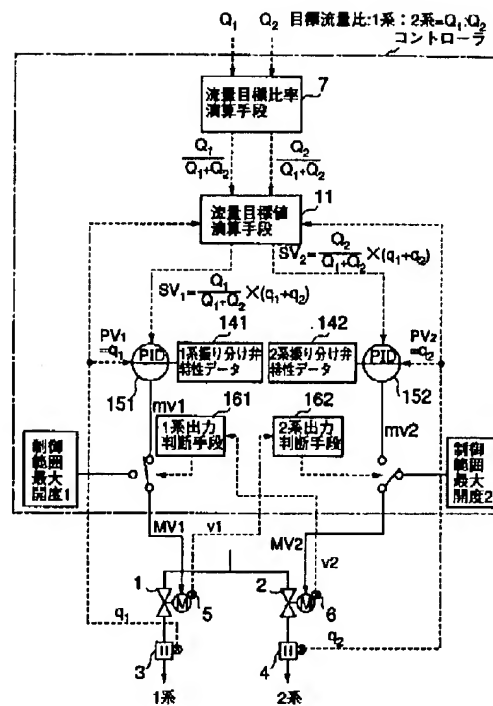 Q1 Q2 目標流量比:1系:2系=Q1:Q2
コントローラ
7
流量目標比率
演算手段
Q1/Q1+Q2
Q2/Q1+Q2
11
流量目標値
演算手段
SV1=Q1/Q1+Q2×(q1+q2)
SV2=Q2/Q1+Q2×(q1+q2)
PV1
=q1
PID
151
141
1系振り分け弁
特性データ
142
2系振り分け弁
特性データ
PID
152
PV2
=q2
mv1
161
1系出力
判断手段
162
2系出力
判断手段
mv2
制御
範囲
最大
開度1
制御
範囲
最大
開度2
MV1
v1
MV2
v2
1
M
5
2
M
6
q1
q2
3
4
1系
2系